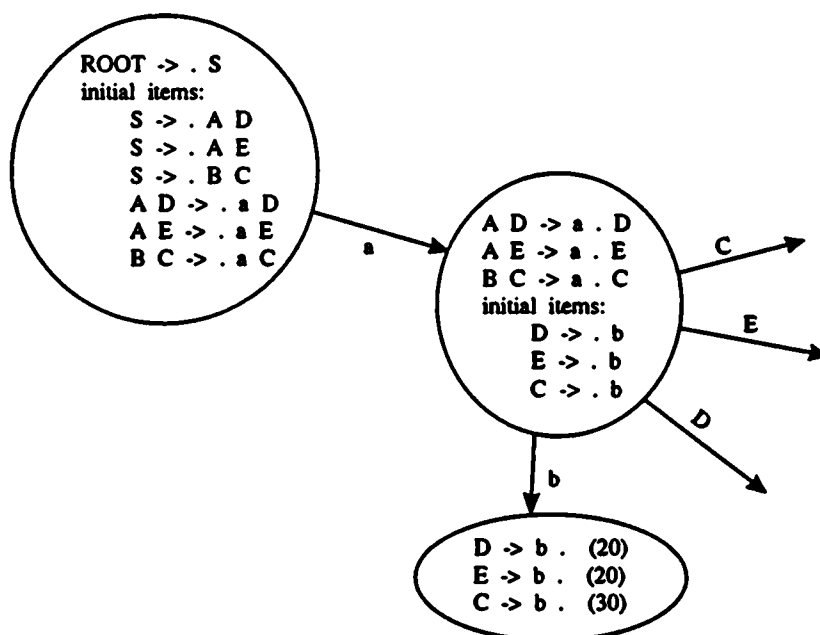 ROOT -> . S
initial items:
S -> . A D
S -> . A E
S -> . B C
A D -> . a D
A E -> . a E
B C -> . a C
a
A D -> a . D
A E -> a . E
B C -> a . C
initial items:
D -> . b
E -> . b
C -> . b
C
E
D
b
D -> b . (20)
E -> b . (20)
C -> b . (30)